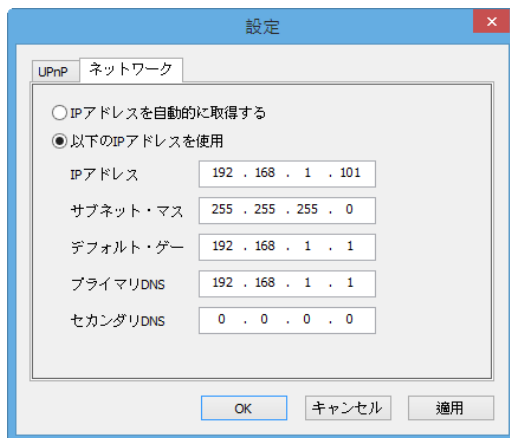 設定
UPnP ネットワーク
IPアドレスを自動的に取得する
以下のIPアドレスを使用
IPアドレス 192 . 168 . 1 . 101
サブネット・マス 255 . 255 . 255 . 0
デフォルト・ゲー 192 . 168 . 1 . 1
プライマリDNS 192 . 168 . 1 . 1
セカンダリDNS 0 . 0 . 0 . 0
OK キャンセル 適用